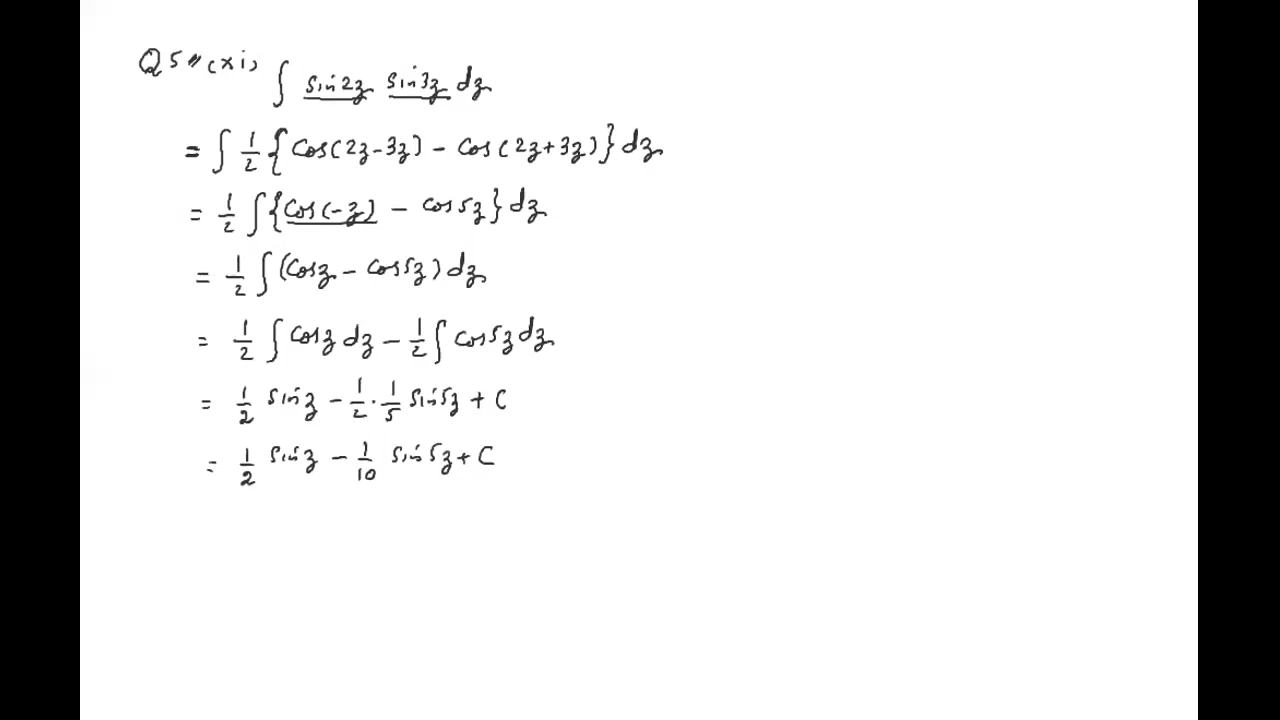 Q5〃(xi) ∫ sin2z sin3z dz
= ∫ 1/2 {cos(2z-3z) - cos(2z+3z)} dz
= 1/2 ∫{cos(-z) - cos5z} dz
= 1/2 ∫(cosz - cos5z) dz
= 1/2 ∫ cosz dz - 1/2 ∫ cos5z dz
= 1/2 sinz - 1/2 · 1/5 sin5z + C
= 1/2 sinz - 1/10 sin5z + C